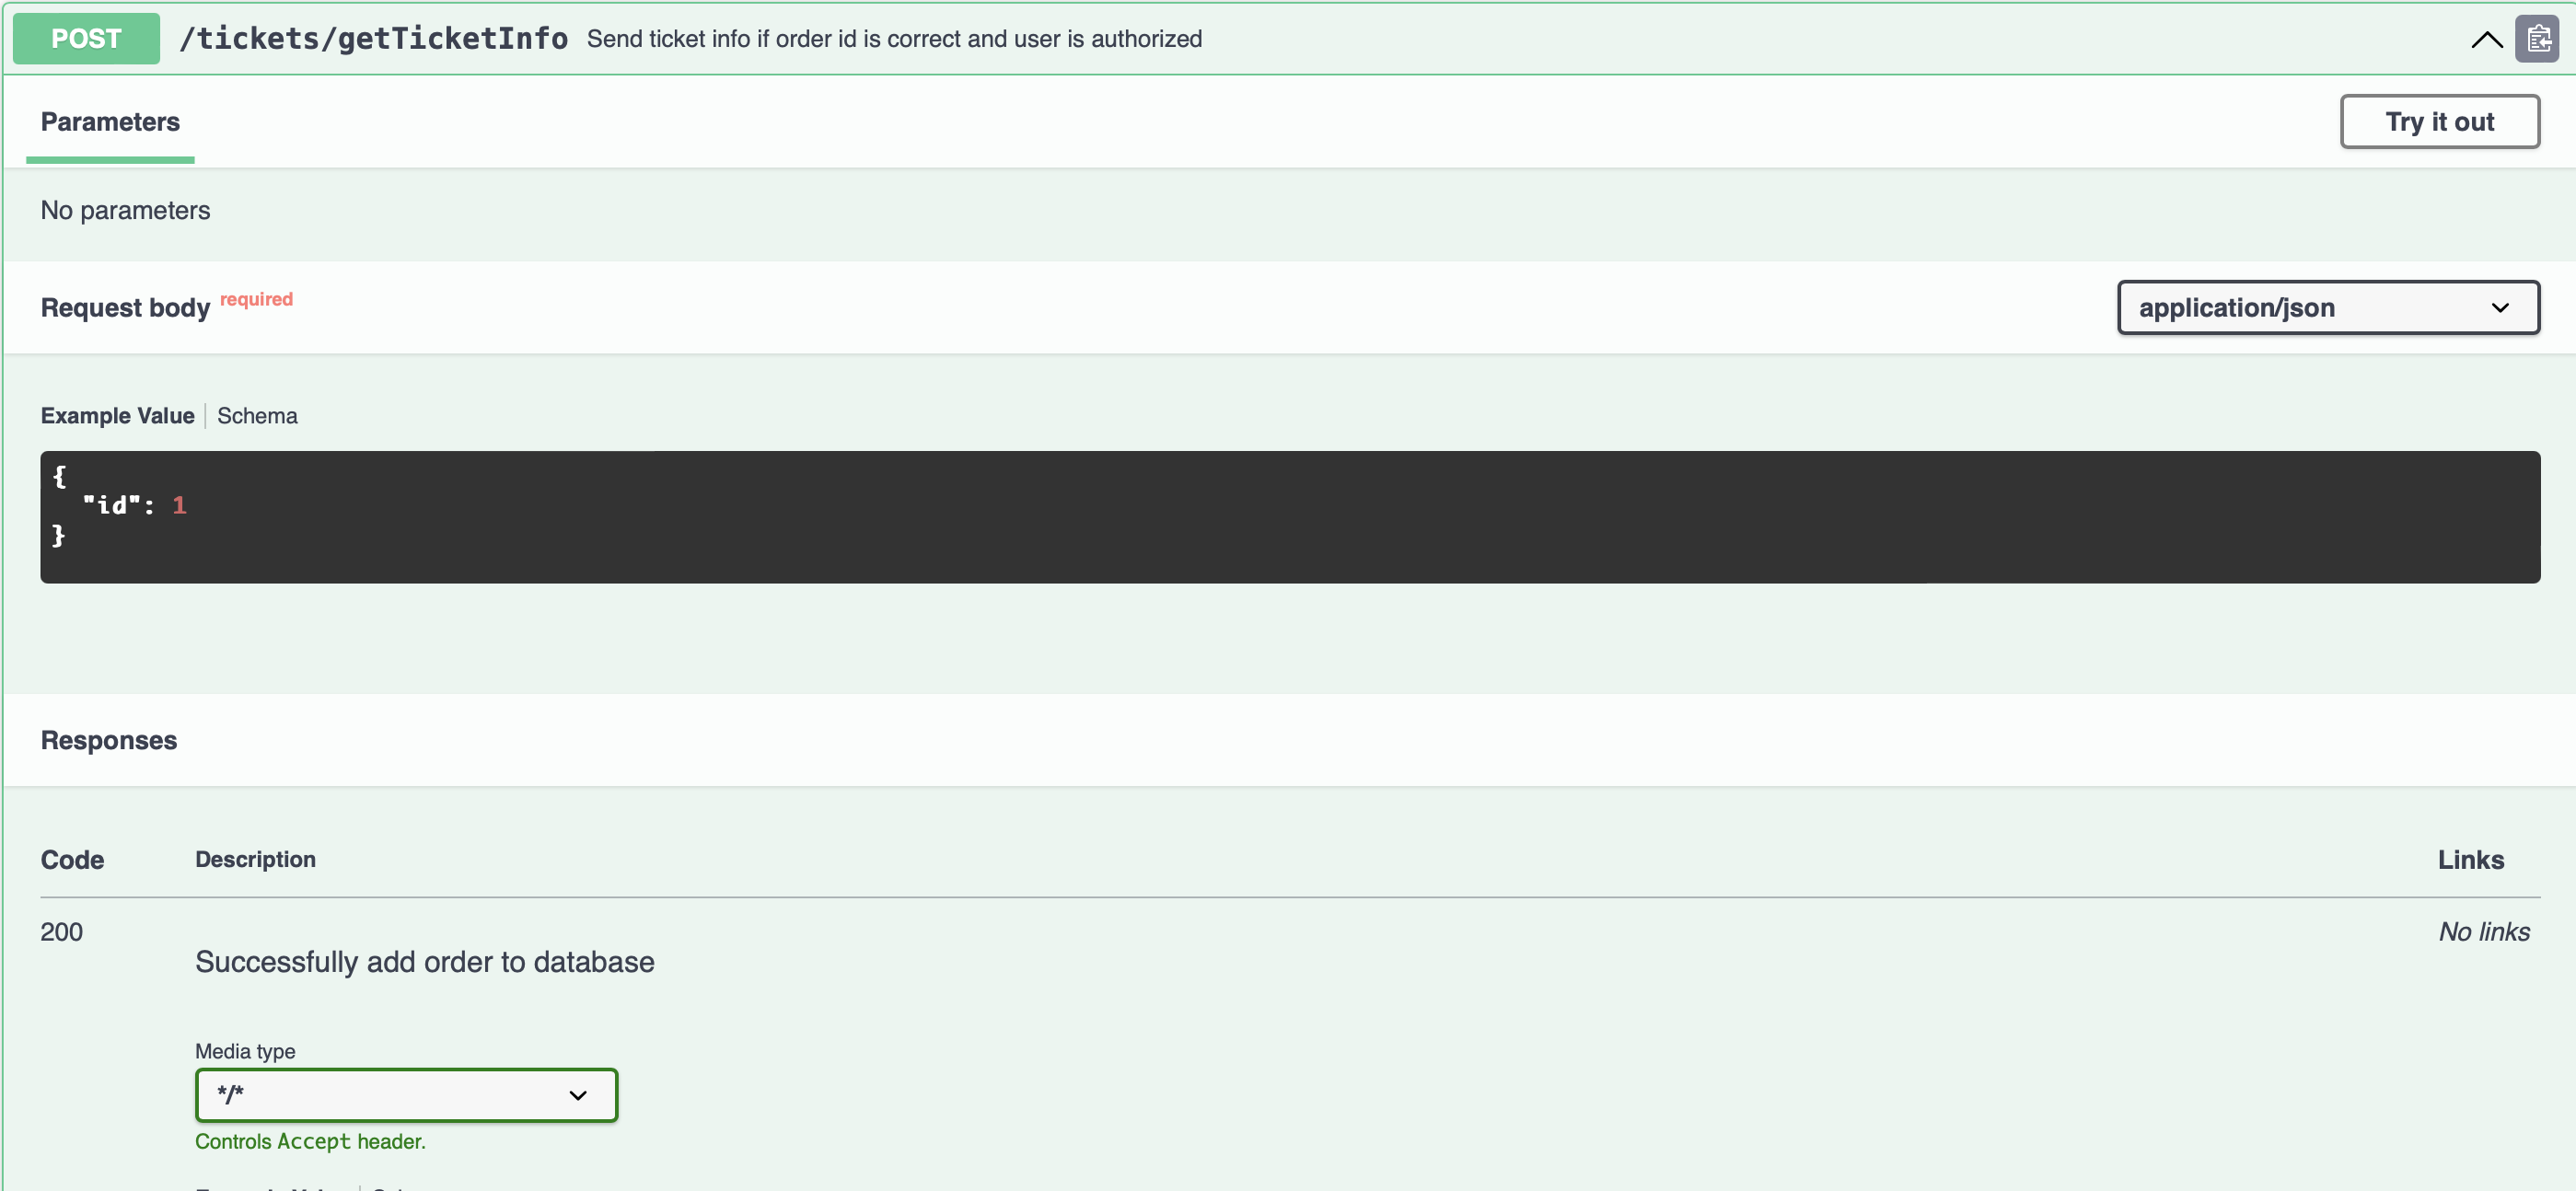 POST /tickets/getTicketInfo Send ticket info if order id is correct and user is authorized
Parameters Try it out
No parameters
Request body required application/json
Example Value Schema
{
"id": 1
}
Responses
Code Description Links
200 No links
Successfully add order to database
Media type
*/*
Controls Accept header.